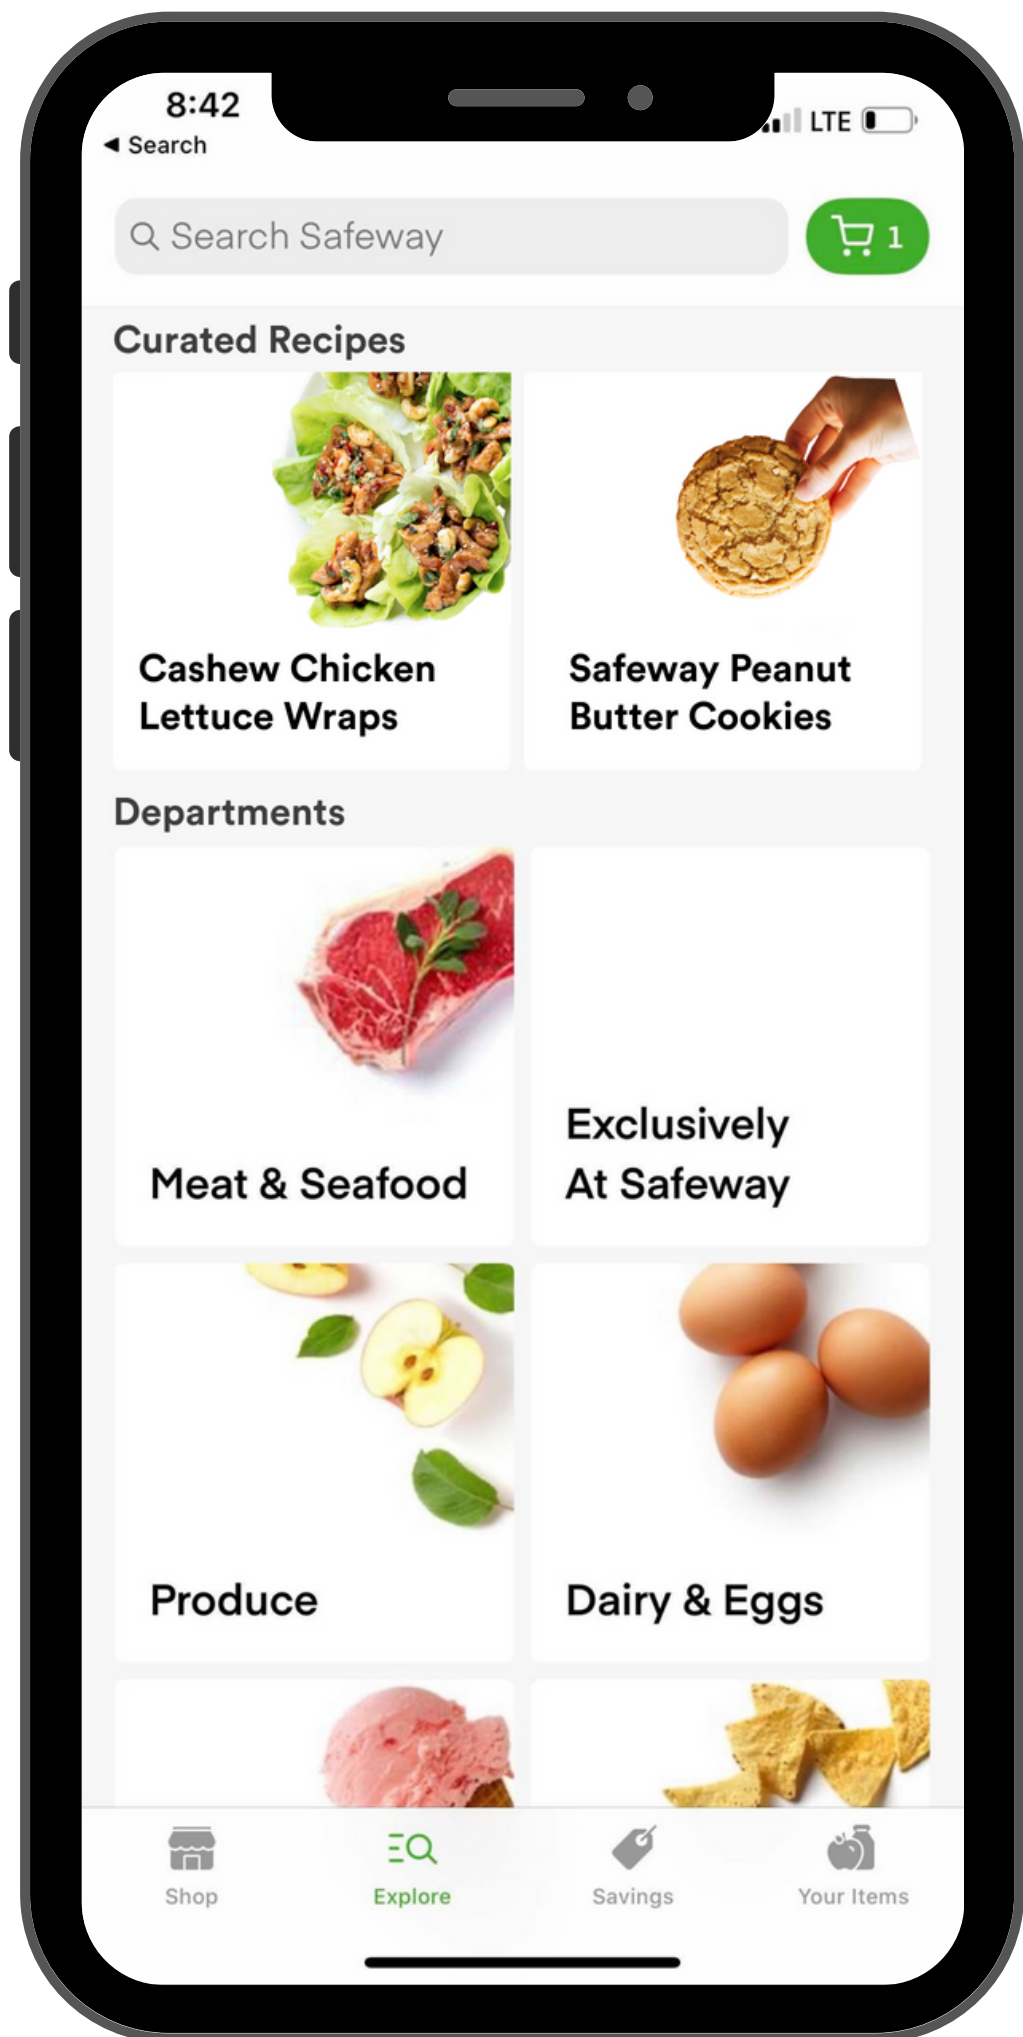 8:42
LTE
Search
Search Safeway
1
Curated Recipes
Cashew Chicken
Lettuce Wraps
Safeway Peanut
Butter Cookies
Departments
Meat & Seafood
Exclusively
At Safeway
Produce
Dairy & Eggs
Shop
Explore
Savings
Your Items